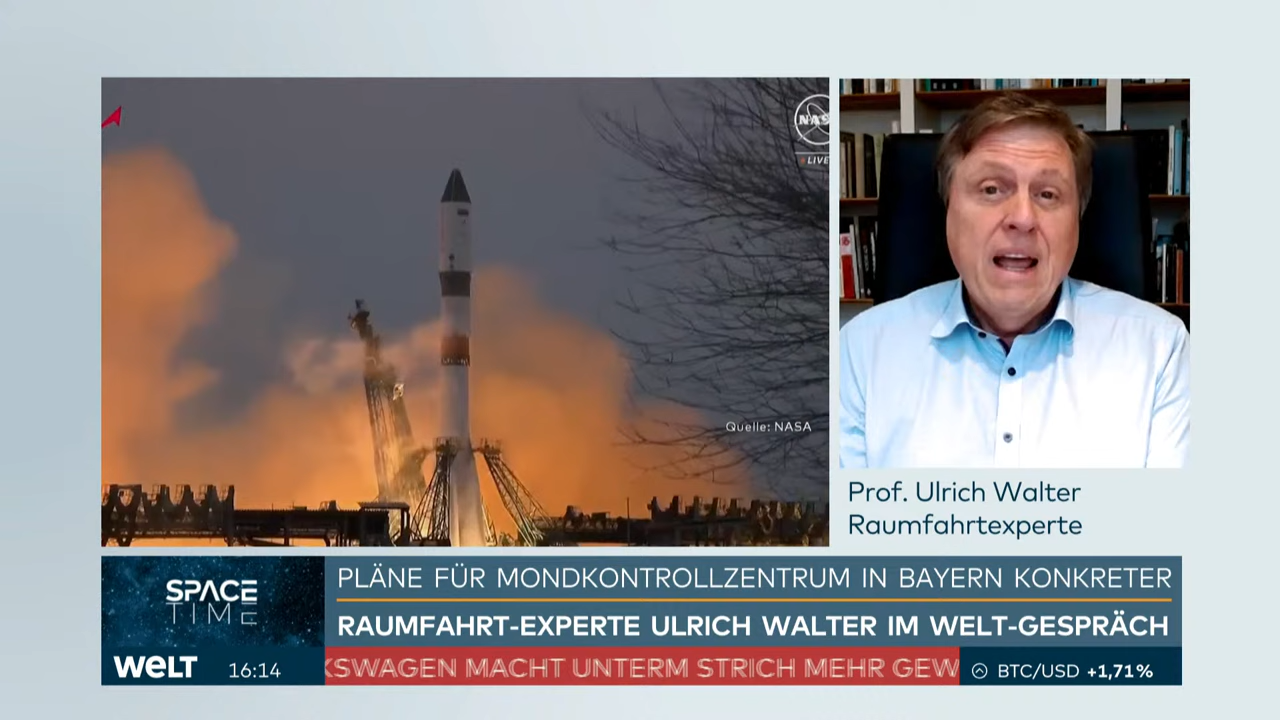 NAS
LIVE
Quelle: NASA
Prof. Ulrich Walter
Raumfahrtexperte
SPACE
TIME
PLÄNE FÜR MONDKONTROLLZENTRUM IN BAYERN KONKRETER
RAUMFAHRT-EXPERTE ULRICH WALTER IM WELT-GESPRÄCH
WELT 16:14 KSWAGEN MACHT UNTERM STRICH MEHR GEW BTC/USD +1,71%